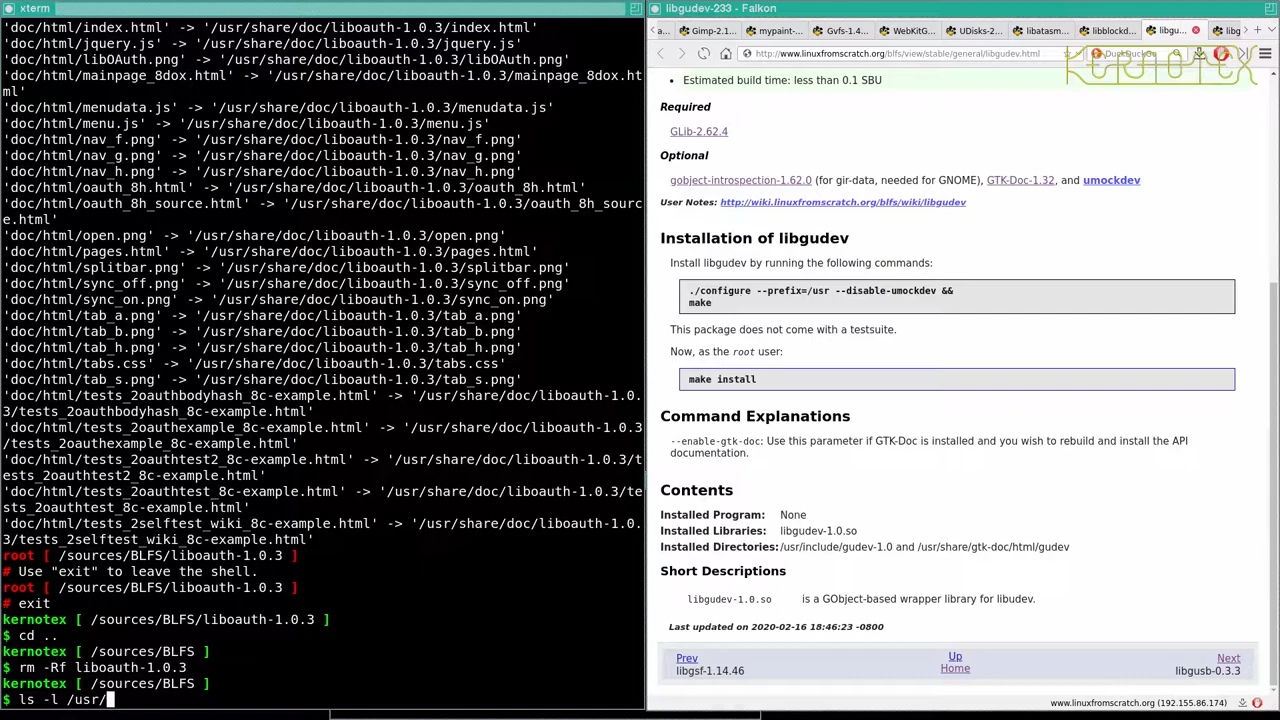 xterm
'doc/html/index.html' -> '/usr/share/doc/liboauth-1.0.3/index.html'
'doc/html/jquery.js' -> '/usr/share/doc/liboauth-1.0.3/jquery.js'
'doc/html/libOAuth.png' -> '/usr/share/doc/liboauth-1.0.3/libOAuth.png'
'doc/html/mainpage_8dox.html' -> '/usr/share/doc/liboauth-1.0.3/mainpage_8dox.ht
ml'
'doc/html/menudata.js' -> '/usr/share/doc/liboauth-1.0.3/menudata.js'
'doc/html/menu.js' -> '/usr/share/doc/liboauth-1.0.3/menu.js'
'doc/html/nav_f.png' -> '/usr/share/doc/liboauth-1.0.3/nav_f.png'
'doc/html/nav_g.png' -> '/usr/share/doc/liboauth-1.0.3/nav_g.png'
'doc/html/nav_h.png' -> '/usr/share/doc/liboauth-1.0.3/nav_h.png'
'doc/html/oauth_8h.html' -> '/usr/share/doc/liboauth-1.0.3/oauth_8h.html'
'doc/html/oauth_8h_source.html' -> '/usr/share/doc/liboauth-1.0.3/oauth_8h_sourc
e.html'
'doc/html/open.png' -> '/usr/share/doc/liboauth-1.0.3/open.png'
'doc/html/pages.html' -> '/usr/share/doc/liboauth-1.0.3/pages.html'
'doc/html/splitbar.png' -> '/usr/share/doc/liboauth-1.0.3/splitbar.png'
'doc/html/sync_off.png' -> '/usr/share/doc/liboauth-1.0.3/sync_off.png'
'doc/html/sync_on.png' -> '/usr/share/doc/liboauth-1.0.3/sync_on.png'
'doc/html/tab_a.png' -> '/usr/share/doc/liboauth-1.0.3/tab_a.png'
'doc/html/tab_b.png' -> '/usr/share/doc/liboauth-1.0.3/tab_b.png'
'doc/html/tab_h.png' -> '/usr/share/doc/liboauth-1.0.3/tab_h.png'
'doc/html/tabs.css' -> '/usr/share/doc/liboauth-1.0.3/tabs.css'
'doc/html/tab_s.png' -> '/usr/share/doc/liboauth-1.0.3/tab_s.png'
'doc/html/tests_2oauthbodyhash_8c-example.html' -> '/usr/share/doc/liboauth-1.0.
3/tests_2oauthbodyhash_8c-example.html'
'doc/html/tests_2oauthexample_8c-example.html' -> '/usr/share/doc/liboauth-1.0.3
/tests_2oauthexample_8c-example.html'
'doc/html/tests_2oauthtest2_8c-example.html' -> '/usr/share/doc/liboauth-1.0.3/t
ests_2oauthtest2_8c-example.html'
'doc/html/tests_2oauthtest_8c-example.html' -> '/usr/share/doc/liboauth-1.0.3/te
sts_2oauthtest_8c-example.html'
'doc/html/tests_2selftest_wiki_8c-example.html' -> '/usr/share/doc/liboauth-1.0.
3/tests_2selftest_wiki_8c-example.html'
root [ /sources/BLFS/liboauth-1.0.3 ]
# Use "exit" to leave the shell.
root [ /sources/BLFS/liboauth-1.0.3 ]
# exit
kernotex [ /sources/BLFS/liboauth-1.0.3 ]
$ cd ..
kernotex [ /sources/BLFS ]
$ rm -Rf liboauth-1.0.3
kernotex [ /sources/BLFS ]
$ ls -l /usr/
libgudev-233 - Falkon
a... Gimp-2.1... mypaint-... Gvfs-1.4... WebKitG... UDisks-2... libatasm... libblockd... libgu... libg
http://www.linuxfromscratch.org/blfs/view/stable/general/libgudev.html DuckDuckGo
KERNOTEX
• Estimated build time: less than 0.1 SBU
Required
GLib-2.62.4
Optional
gobject-introspection-1.62.0 (for gir-data, needed for GNOME), GTK-Doc-1.32, and umockdev
User Notes: http://wiki.linuxfromscratch.org/blfs/wiki/libgudev
Installation of libgudev
Install libgudev by running the following commands:
./configure --prefix=/usr --disable-umockdev &&
make
This package does not come with a testsuite.
Now, as the root user:
make install
Command Explanations
--enable-gtk-doc: Use this parameter if GTK-Doc is installed and you wish to rebuild and install the API
documentation.
Contents
Installed Program: None
Installed Libraries: libgudev-1.0.so
Installed Directories: /usr/include/gudev-1.0 and /usr/share/gtk-doc/html/gudev
Short Descriptions
libgudev-1.0.so is a GObject-based wrapper library for libudev.
Last updated on 2020-02-16 18:46:23 -0800
Prev Up Next
libgsf-1.14.46 Home libgusb-0.3.3
www.linuxfromscratch.org (192.155.86.174)